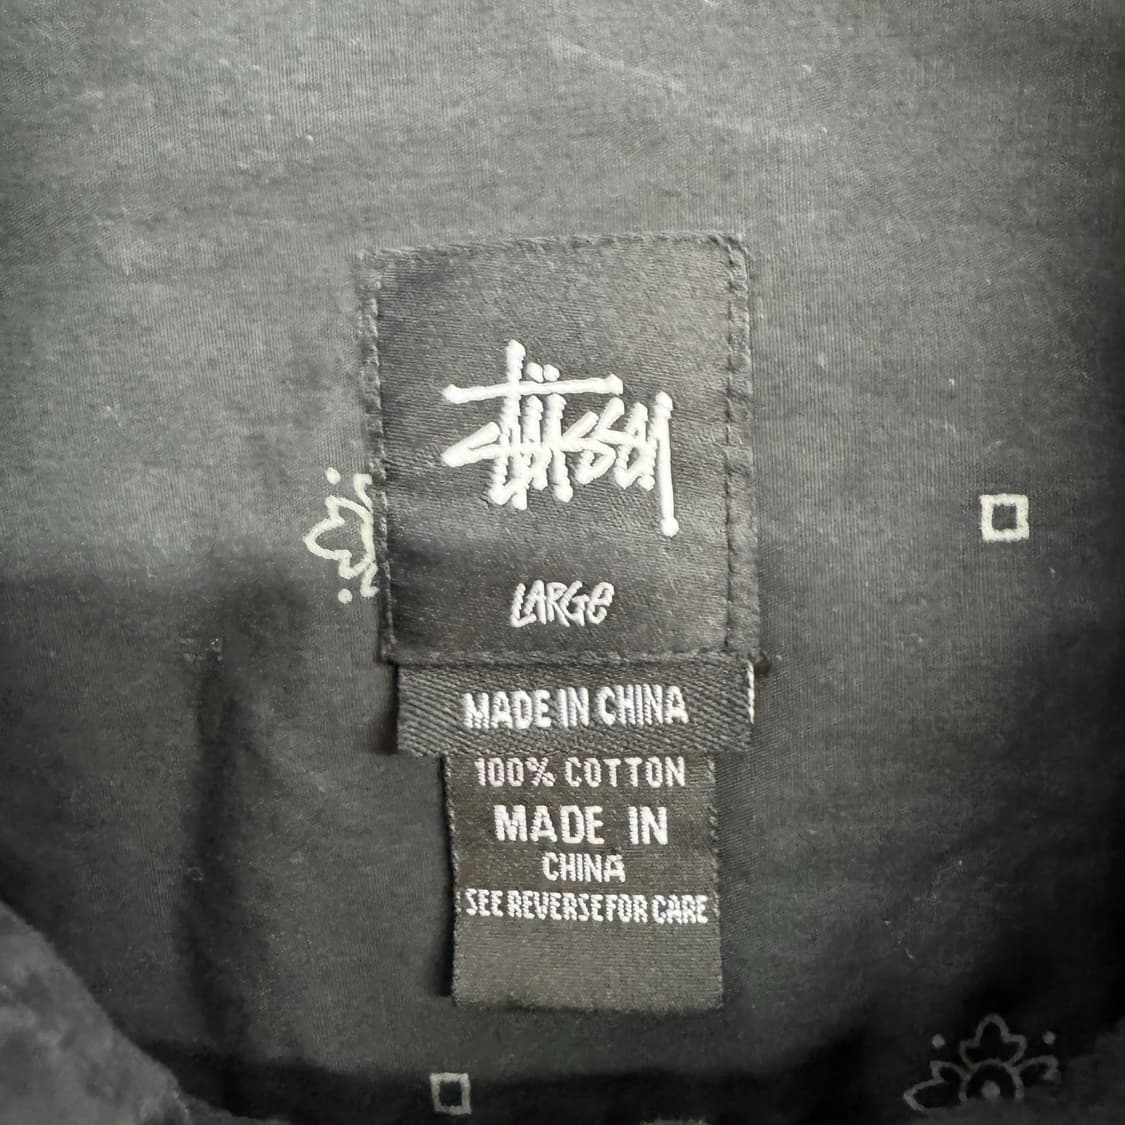 Stüssy
LARGE
MADE IN CHINA
100% COTTON
MADE IN
CHINA
SEE REVERSE FOR CARE